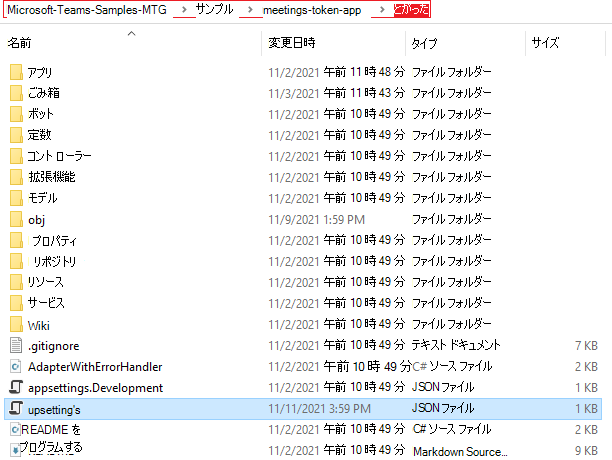 Microsoft-Teams-Samples-MTG サンプル meetings-token-app とがった
名前 変更日時 タイプ サイズ
アプリ 11/2/2021 午前 11 時 48 分 ファイルフォルダー
ごみ箱 11/3/2021 午前 11 時 43 分 ファイルフォルダー
ボット 11/2/2021 午前 10 時 49 分 ファイルフォルダー
定数 11/2/2021 午前 10 時 49 分 ファイルフォルダー
コントローラー 11/2/2021 午前 10 時 49 分 ファイルフォルダー
拡張機能 11/2/2021 午前 10 時 49 分 ファイルフォルダー
モデル 11/2/2021 午前 10 時 49 分 ファイルフォルダー
obj 11/9/2021 1:59 PM ファイルフォルダー
プロパティ 11/2/2021 午前 10 時 49 分 ファイルフォルダー
リポジトリ 11/2/2021 午前 10 時 49 分 ファイルフォルダー
リソース 11/2/2021 午前 10 時 49 分 ファイルフォルダー
サービス 11/2/2021 午前 10 時 49 分 ファイルフォルダー
Wiki 11/2/2021 午前 10 時 49 分 ファイルフォルダー
.gitignore 11/2/2021 午前 10 時 49 分 テキスト ドキュメント 7 KB
AdapterWithErrorHandler 11/2/2021 午前 10 時 49 分 C# ソース ファイル 2 KB
appsettings.Development 11/2/2021 午前 10 時 49 分 JSON ファイル 1 KB
upsetting's 11/11/2021 3:59 PM JSON ファイル 1 KB
README を 11/2/2021 午前 10 時 49 分 C# ソース ファイル 2 KB
プログラムする 11/2/2021 午前 10 時 49 分 Markdown Source... 7 KB